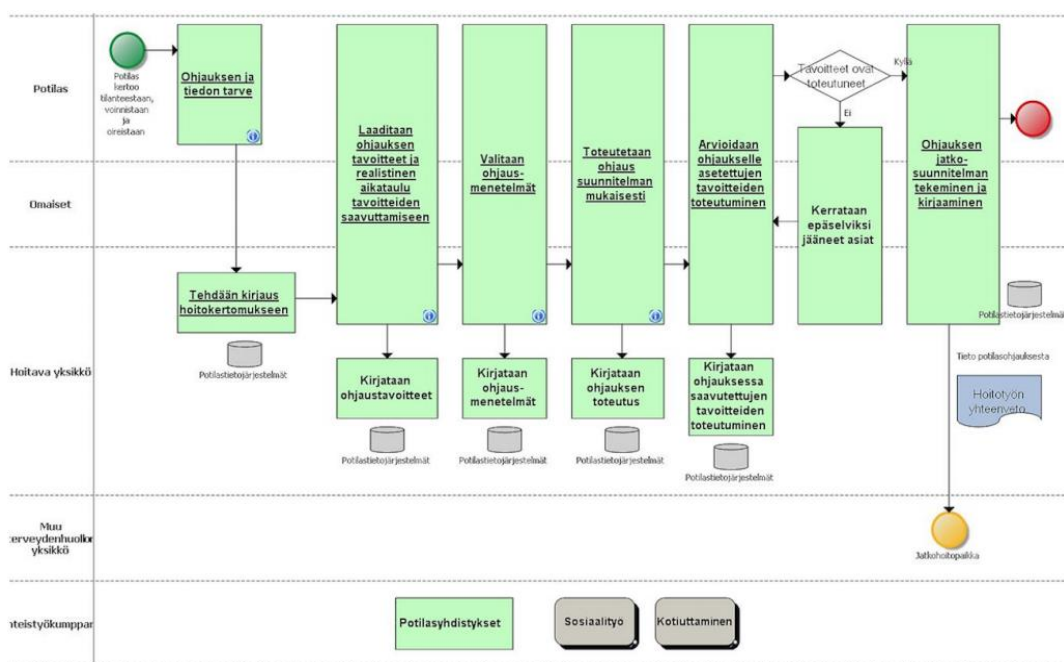 Potilas
Potilas
kertoo
tilanteestaan,
voinnistaan
ja
oireistaan
Ohjauksen ja
tiedon tarve
Laaditaan
ohjauksen
tavoitteet ja
realistinen
aikataulu
tavoitteiden
saavuttamiseen
Valitaan
ohjaus-
menetelmät
Toteutetaan
ohjaus
suunnitelman
mukaisesti
Arvioidaan
ohjaukselle
asetettujen
tavoitteiden
toteutuminen
Tavoitteet ovat
toteutuneet
Kyllä
Ei
Kerrataan
epäselviksi
jääneet asiat
Ohjauksen
jatko-
suunnitelman
tekeminen ja
kirjaaminen
Omaiset
Hoitava yksikkö
Tehdään kirjaus
hoitokertomukseen
Potilastietojärjestelmät
Kirjataan
ohjaustavoitteet
Potilastietojärjestelmät
Kirjataan
ohjaus-
menetelmät
Potilastietojärjestelmät
Kirjataan
ohjauksen
toteutus
Potilastietojärjestelmät
Kirjataan
ohjauksessa
saavutettujen
tavoitteiden
toteutuminen
Potilastietojärjestelmät
Potilastietojärjestelmät
Tieto potilasohjauksesta
Hoitotyön
yhteenveto
Muu
terveydenhuollon
yksikkö
Jatkohoitopaikka
hteistyökumppan
Potilasyhdistykset
Sosiaalityö
Kotiuttaminen